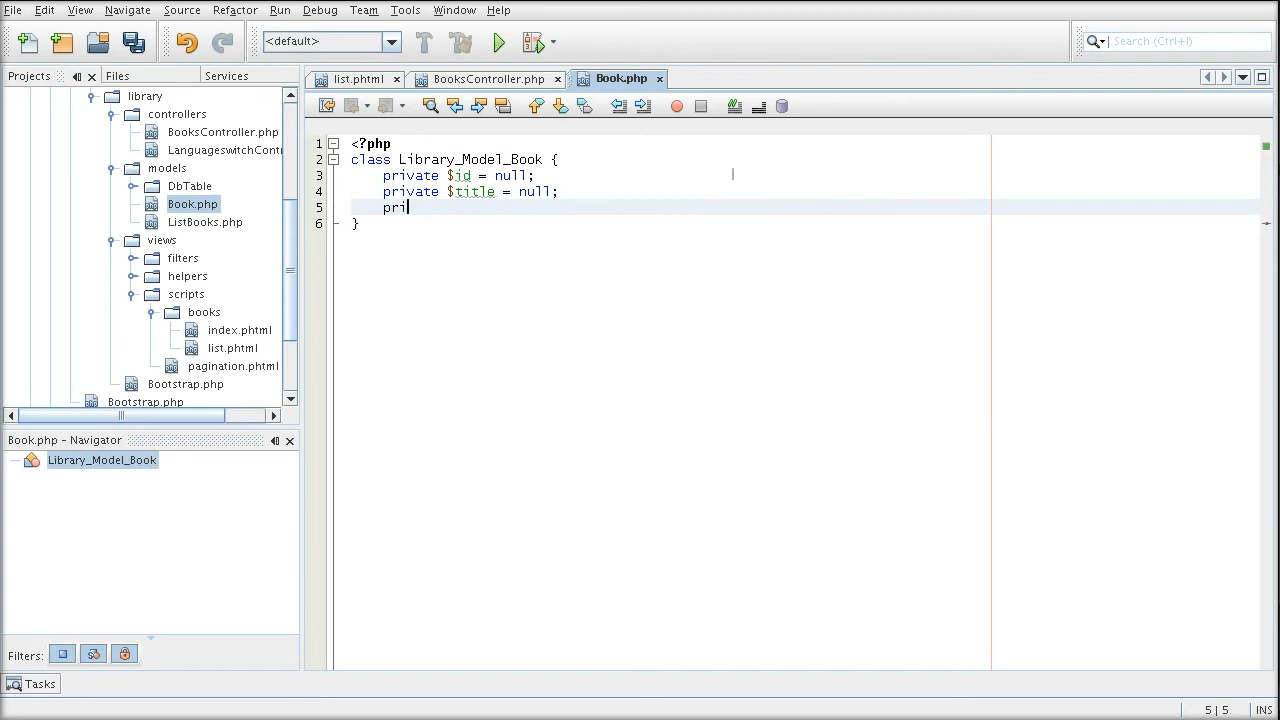 File Edit View Navigate Source Refactor Run Debug Team Tools Window Help
<default>
Search (Ctrl+I)
Projects Files Services
list.phtml BooksController.php Book.php
library
controllers
BooksController.php
LanguageswitchContr
models
DbTable
Book.php
ListBooks.php
views
filters
helpers
scripts
books
index.phtml
list.phtml
pagination.phtml
Bootstrap.php
Bootstrap.php
1 <?php
2 class Library_Model_Book {
3 private $id = null;
4 private $title = null;
5 pri
6 }
Book.php - Navigator
Library_Model_Book
Filters:
Tasks
5 | 5 INS